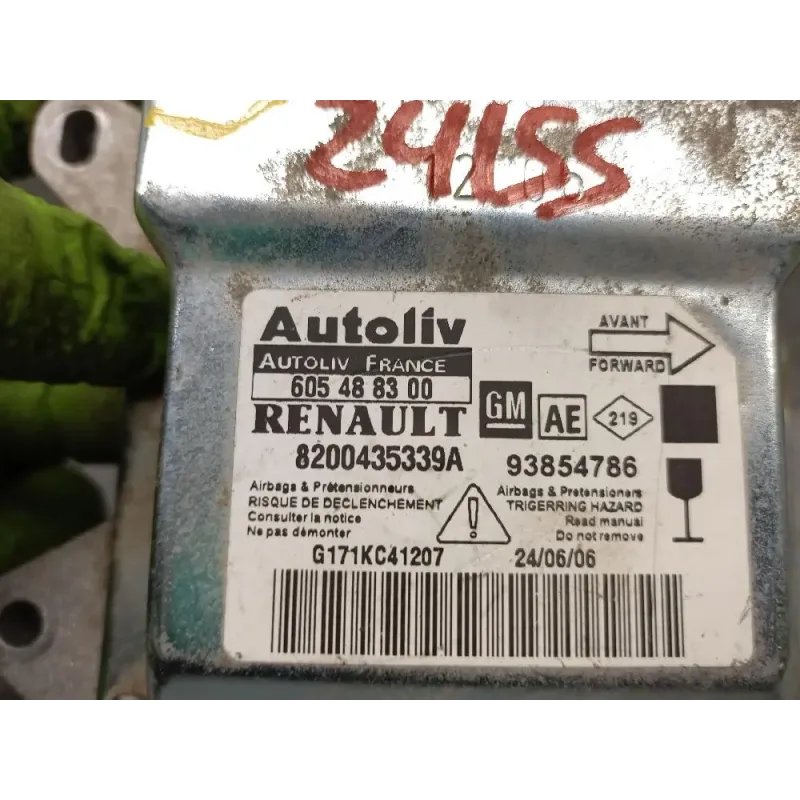 24LSS
Autoliv
AUTOLIV FRANCE
605 48 83 00
RENAULT
GM
AE
219
AVANT
FORWARD
8200435339A
93854786
Airbags & Prétensionneurs
RISQUE DE DECLENCHEMENT
Consulter la notice
Ne pas démonter
Airbags & Pretensioners
TRIGERRING HAZARD
Read manual
Do not remove
G171KC41207
24/06/06